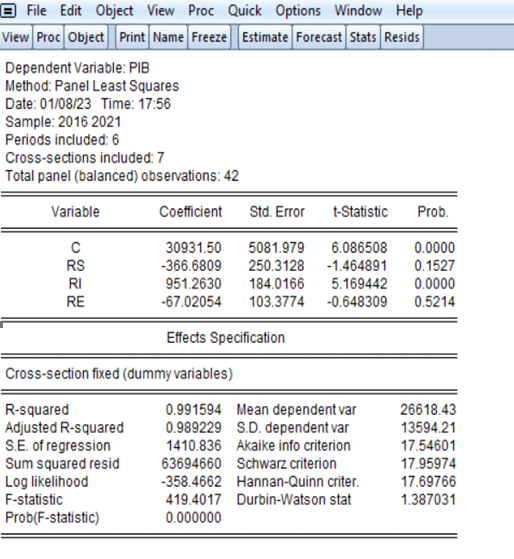 File Edit Object View Proc Quick Options Window Help
View Proc Object Print Name Freeze Estimate Forecast Stats Resids
Dependent Variable: PIB
Method: Panel Least Squares
Date: 01/08/23 Time: 17:56
Sample: 2016 2021
Periods included: 6
Cross-sections included: 7
Total panel (balanced) observations: 42
Variable Coefficient Std. Error t-Statistic Prob.
C 30931.50 5081.979 6.086508 0.0000
RS -366.6809 250.3128 -1.464891 0.1527
RI 951.2630 184.0166 5.169442 0.0000
RE -67.02054 103.3774 -0.648309 0.5214
Effects Specification
Cross-section fixed (dummy variables)
R-squared 0.991594 Mean dependent var 26618.43
Adjusted R-squared 0.989229 S.D. dependent var 13594.21
S.E. of regression 1410.836 Akaike info criterion 17.54601
Sum squared resid 63694660 Schwarz criterion 17.95974
Log likelihood -358.4662 Hannan-Quinn criter. 17.69766
F-statistic 419.4017 Durbin-Watson stat 1.387031
Prob(F-statistic) 0.000000